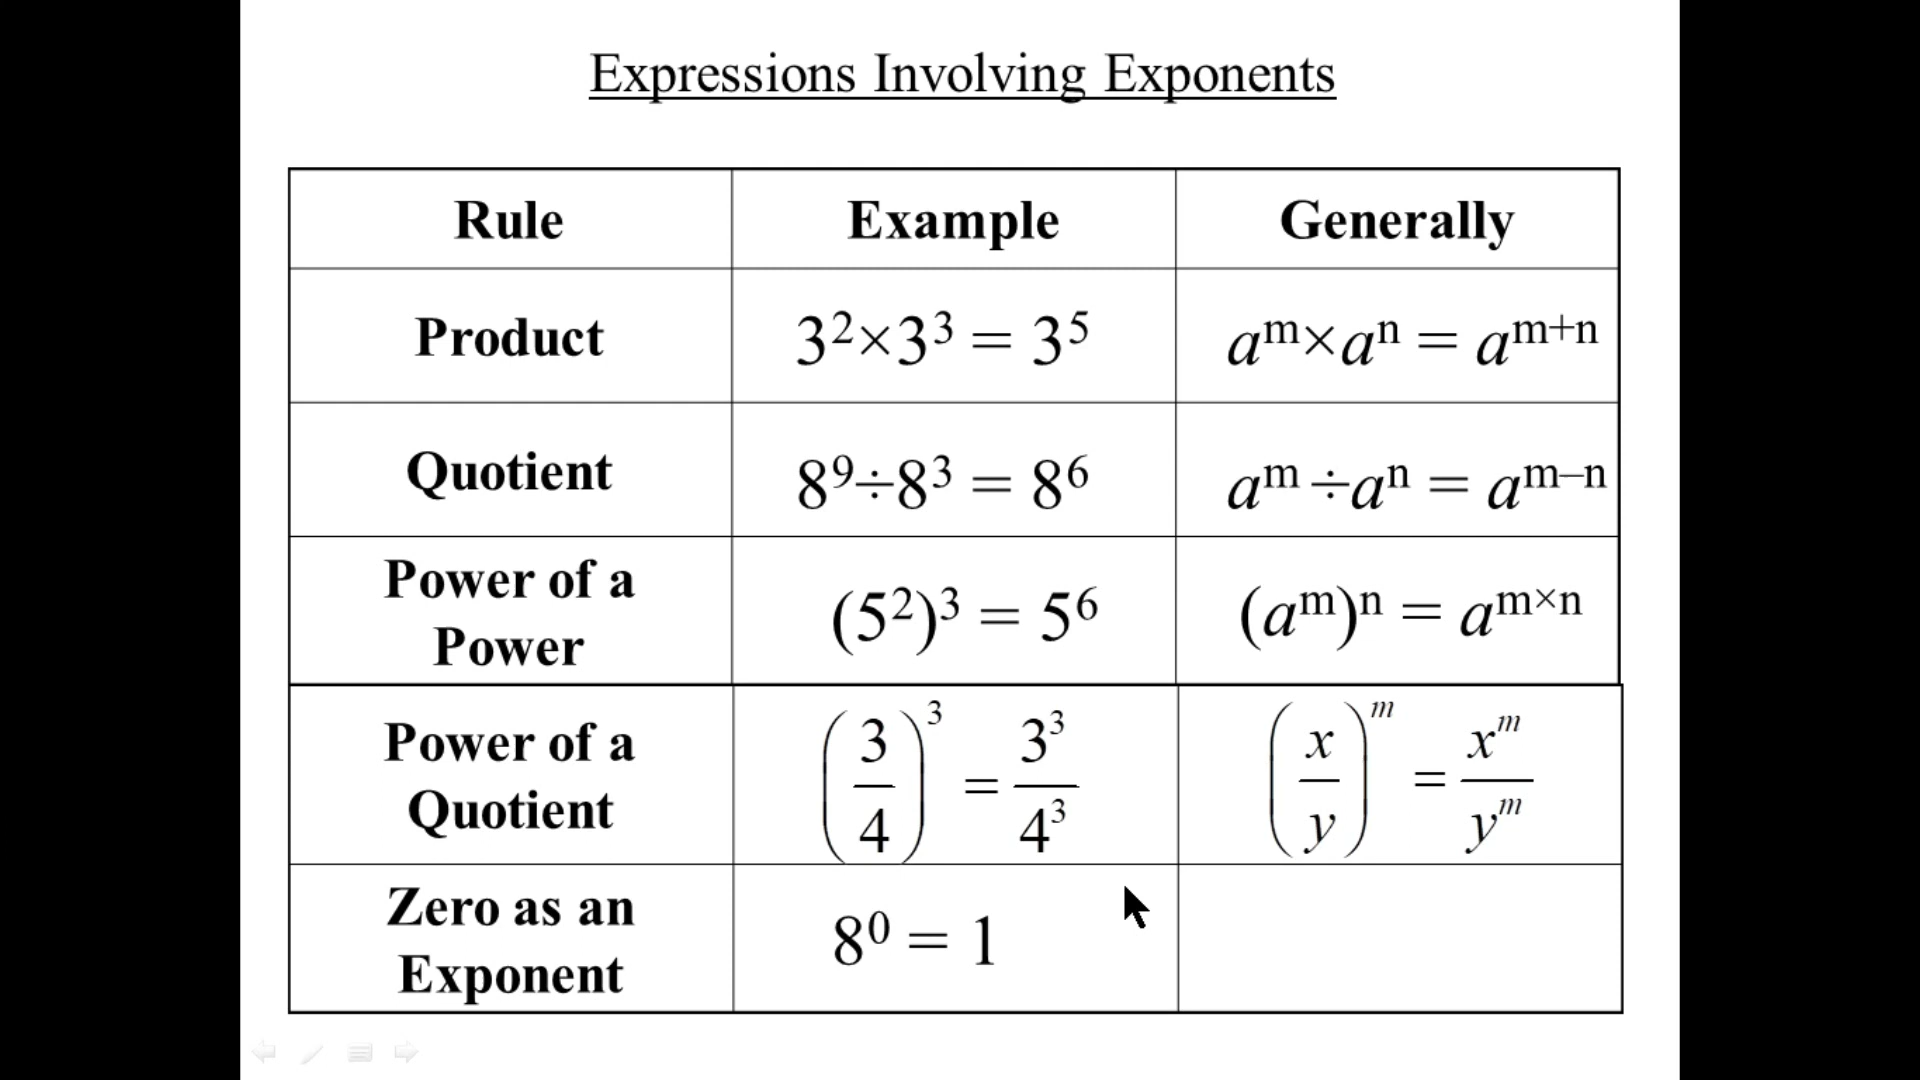 Expressions Involving Exponents
Rule Example Generally
Product 3²×3³ = 3⁵ aᵐ×aⁿ = aᵐ⁺ⁿ
Quotient 8⁹÷8³ = 8⁶ aᵐ÷aⁿ = aᵐ⁻ⁿ
Power of a
Power (5²)³ = 5⁶ (aᵐ)ⁿ = aᵐ˟ⁿ
Power of a
Quotient (3/4)³ = 3³/4³ (x/y)ᵐ = xᵐ/yᵐ
Zero as an
Exponent 8⁰ = 1